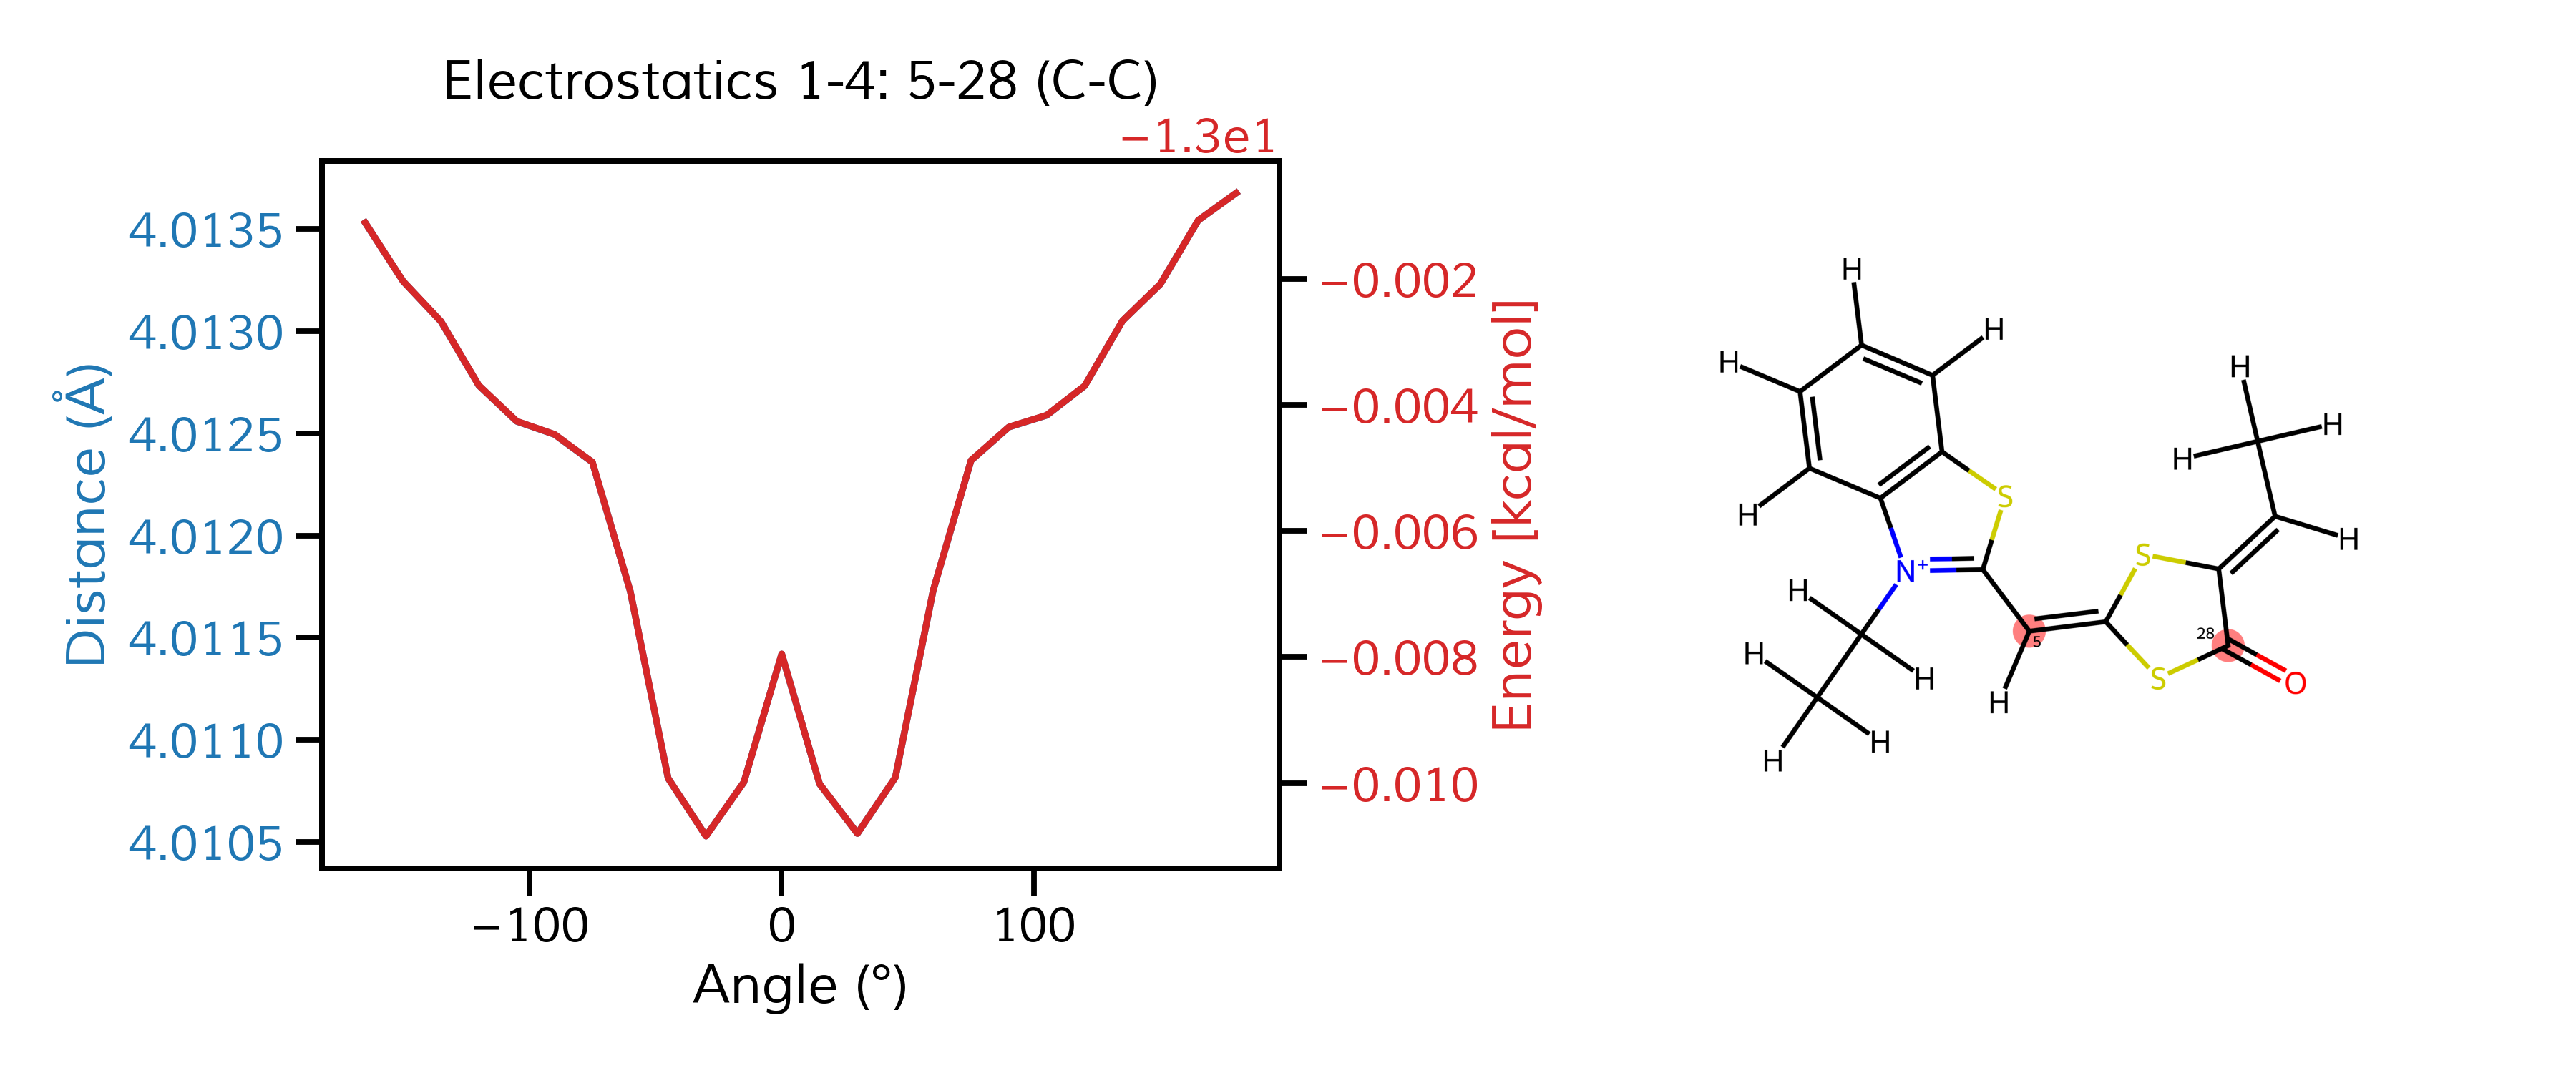 Electrostatics 1-4: 5-28 (C-C)
−1.3e1
4.0135
4.0130
4.0125
4.0120
4.0115
4.0110
4.0105
Distance (Å)
−100
0
100
Angle (°)
−0.002
−0.004
−0.006
−0.008
−0.010
Energy [kcal/mol]
H
H
H
H
H
H
H
S
H
H
S
N⁺
H
5
28
H
H
H
S
O
H
H
H